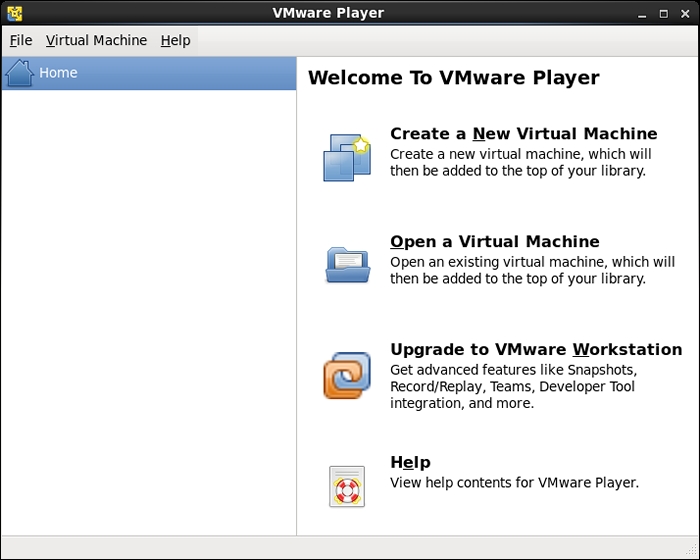 VMware Player
File Virtual Machine Help
Home
Welcome To VMware Player
Create a New Virtual Machine
Create a new virtual machine, which will
then be added to the top of your library.
Open a Virtual Machine
Open an existing virtual machine, which will
then be added to the top of your library.
Upgrade to VMware Workstation
Get advanced features like Snapshots,
Record/Replay, Teams, Developer Tool
integration, and more.
Help
View help contents for VMware Player.